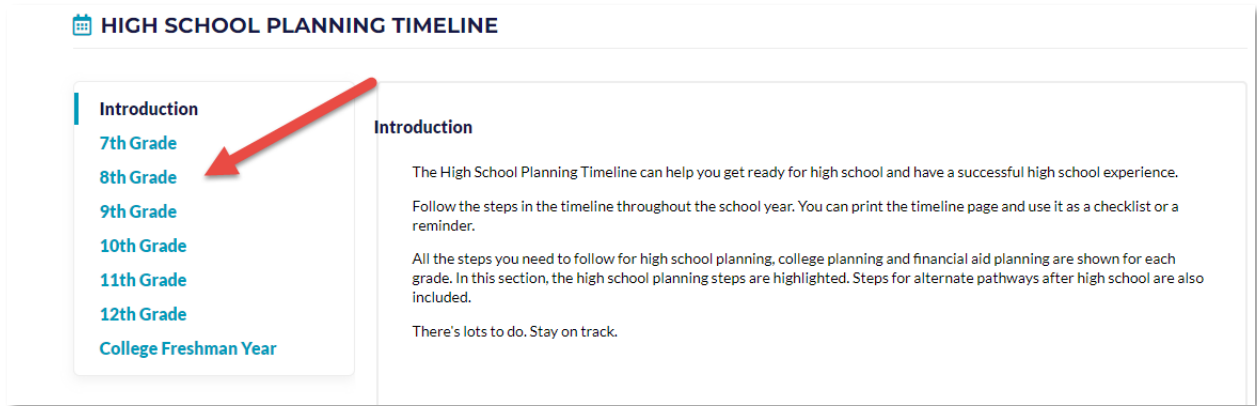 HIGH SCHOOL PLANNING TIMELINE
Introduction
7th Grade
8th Grade
9th Grade
10th Grade
11th Grade
12th Grade
College Freshman Year
Introduction
The High School Planning Timeline can help you get ready for high school and have a successful high school experience.
Follow the steps in the timeline throughout the school year. You can print the timeline page and use it as a checklist or a
reminder.
All the steps you need to follow for high school planning, college planning and financial aid planning are shown for each
grade. In this section, the high school planning steps are highlighted. Steps for alternate pathways after high school are also
included.
There's lots to do. Stay on track.